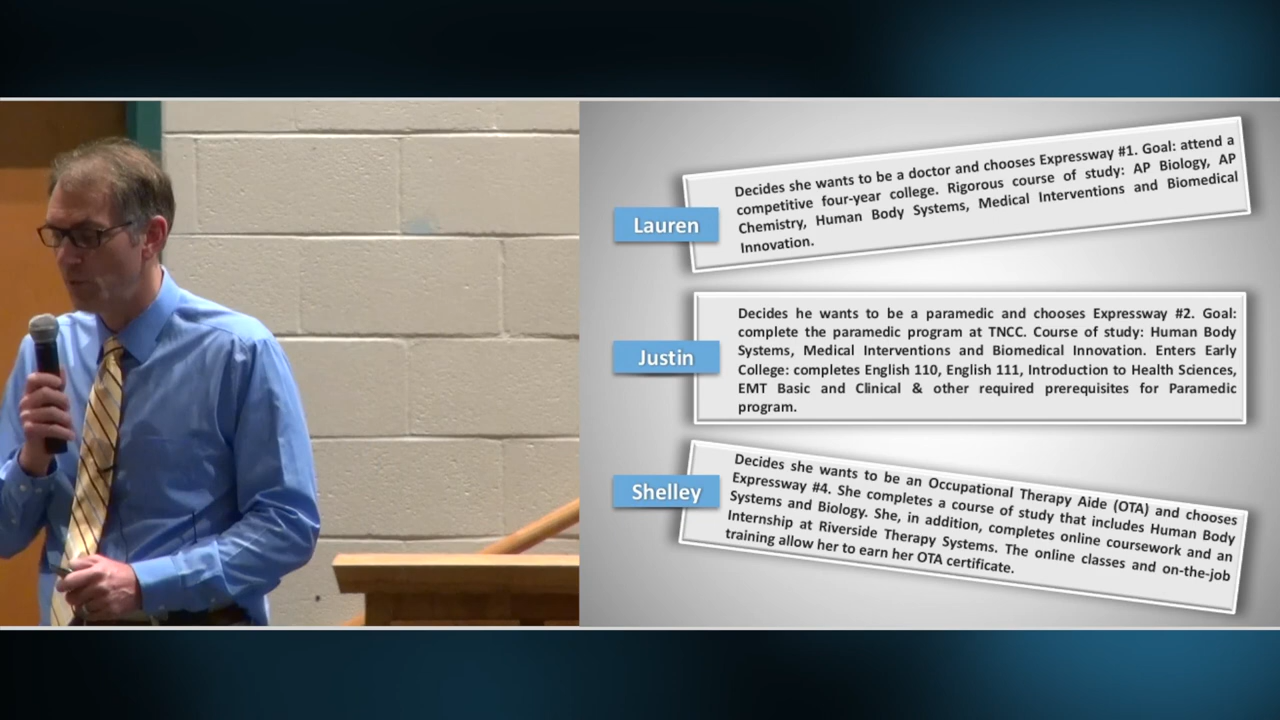 Lauren
Decides she wants to be a doctor and chooses Expressway #1. Goal: attend a
competitive four-year college. Rigorous course of study: AP Biology, AP
Chemistry, Human Body Systems, Medical Interventions and Biomedical
Innovation.
Justin
Decides he wants to be a paramedic and chooses Expressway #2. Goal:
complete the paramedic program at TNCC. Course of study: Human Body
Systems, Medical Interventions and Biomedical Innovation. Enters Early
College: completes English 110, English 111, Introduction to Health Sciences,
EMT Basic and Clinical & other required prerequisites for Paramedic
program.
Shelley
Decides she wants to be an Occupational Therapy Aide (OTA) and chooses
Expressway #4. She completes a course of study that includes Human Body
Systems and Biology. She, in addition, completes online coursework and an
Internship at Riverside Therapy Systems. The online classes and on-the-job
training allow her to earn her OTA certificate.